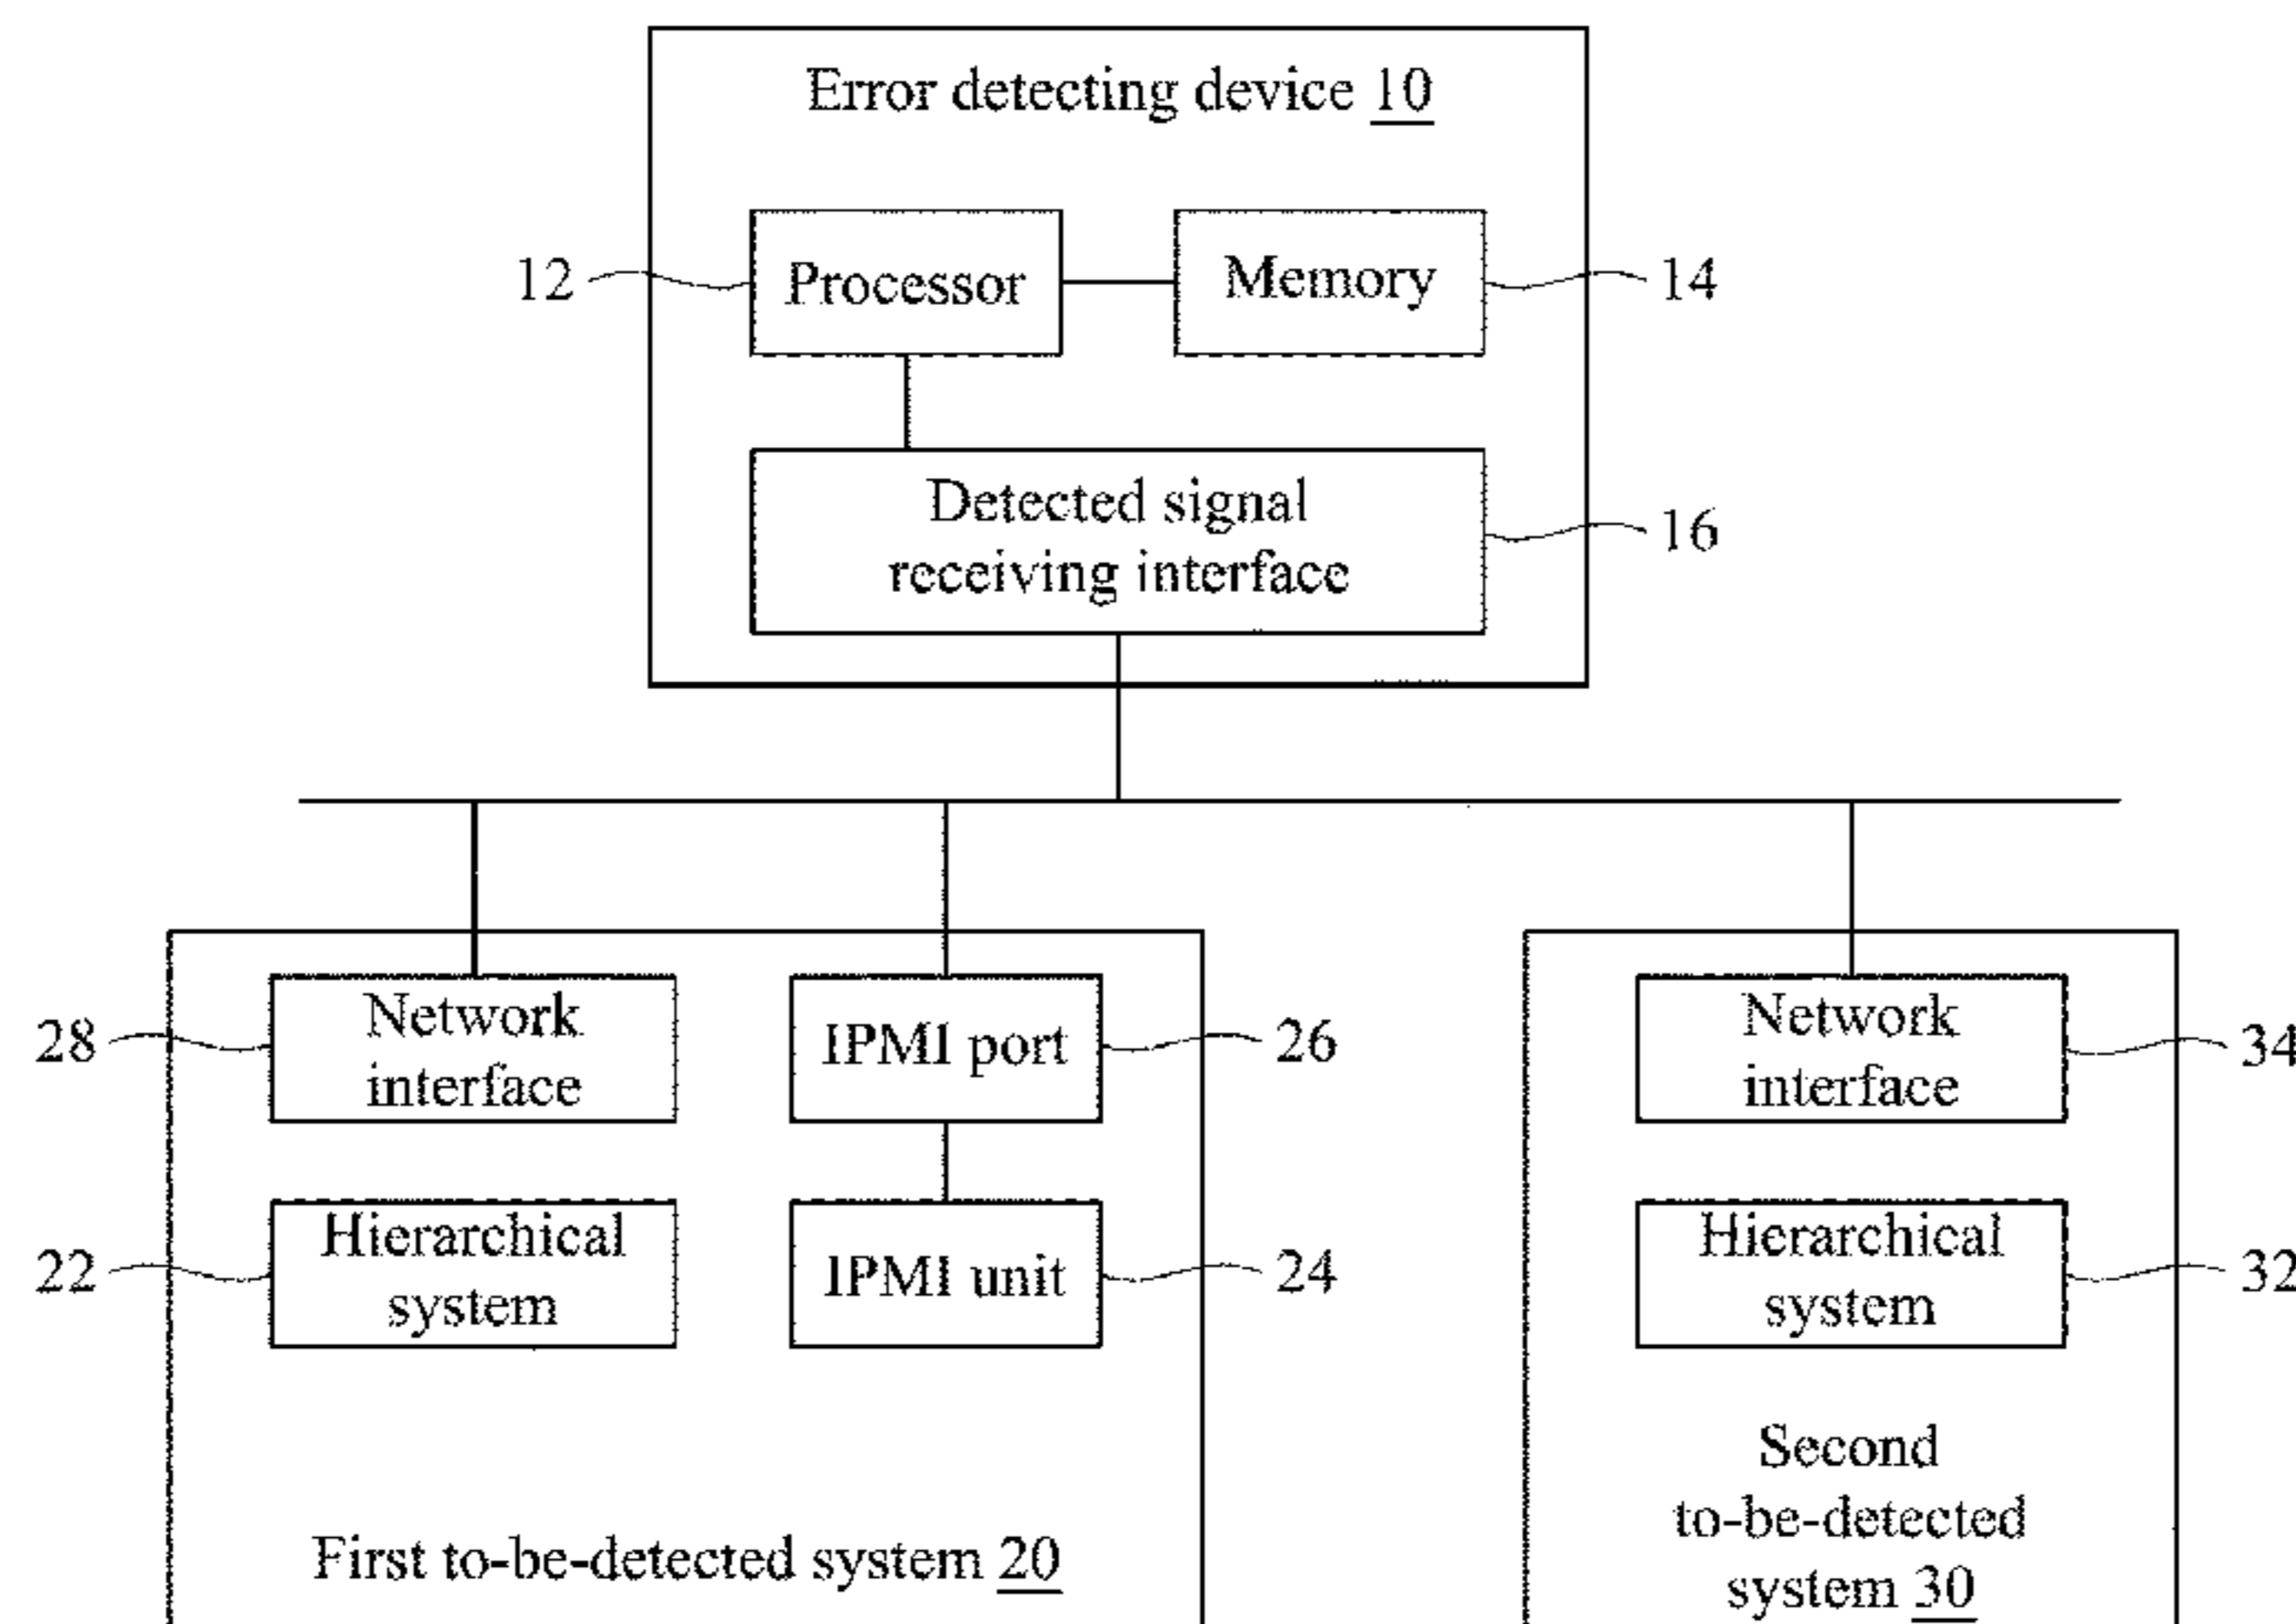 Error detecting device 10
12
Processor
Memory
14
Detected signal
receiving interface
16
28
Network
interface
IPMI port
26
Network
interface
34
22
Hierarchical
system
IPMI unit
24
Hierarchical
system
32
First to-be-detected system 20
Second
to-be-detected
system 30